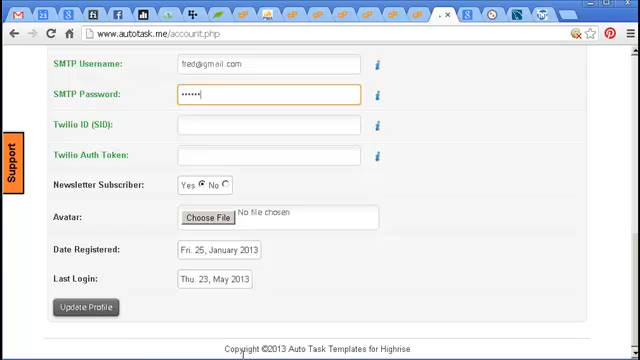 www.autotask.me/account.php
SMTP Username: fred@gmail.com
SMTP Password: ••••••
Twilio ID (SID):
Twilio Auth Token:
Newsletter Subscriber: Yes No
Avatar: Choose File No file chosen
Date Registered: Fri. 25, January 2013
Last Login: Thu. 23, May 2013
Update Profile
Support
Copyright ©2013 Auto Task Templates for Highrise